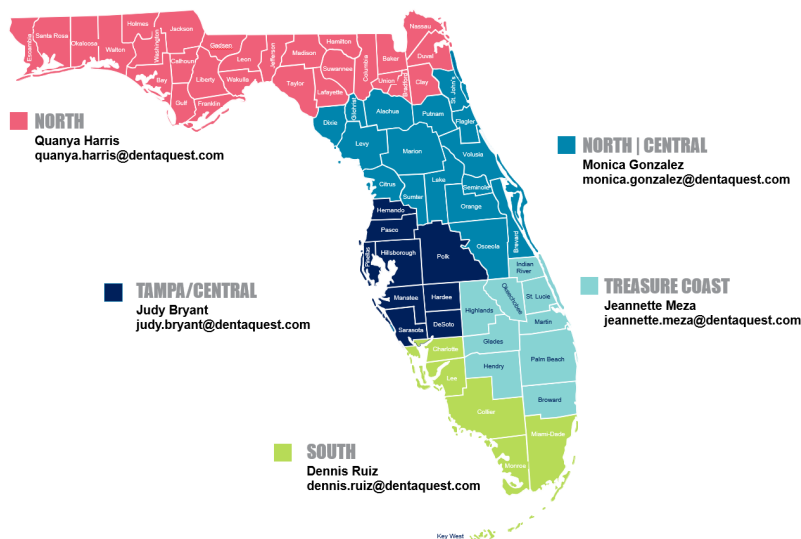 Holmes
Jackson
Santa Rosa
Escambia
Okaloosa
Walton
Washington
Bay
Calhoun
Gulf
Liberty
Gadsen
Leon
Wakulla
Franklin
Jefferson
Madison
Taylor
Hamilton
Suwannee
Lafayette
Columbia
Baker
Union
Bradford
Nassau
Duval
Clay
St. John's
NORTH
Quanya Harris
quanya.harris@dentaquest.com
Dixie
Gilchrist
Alachua
Putnam
Flagler
Levy
Marion
Volusia
Citrus
Sumter
Lake
Seminole
Orange
Osceola
Brevard
NORTH | CENTRAL
Monica Gonzalez
monica.gonzalez@dentaquest.com
Hernando
Pasco
Pinellas
Hillsborough
Polk
Manatee
Hardee
Sarasota
DeSoto
TAMPA/CENTRAL
Judy Bryant
judy.bryant@dentaquest.com
Indian
River
Okeechobee
St. Lucie
Highlands
Martin
Glades
Hendry
Palm Beach
Broward
TREASURE COAST
Jeannette Meza
jeannette.meza@dentaquest.com
Charlotte
Lee
Collier
Miami-Dade
Monroe
SOUTH
Dennis Ruiz
dennis.ruiz@dentaquest.com
Key West